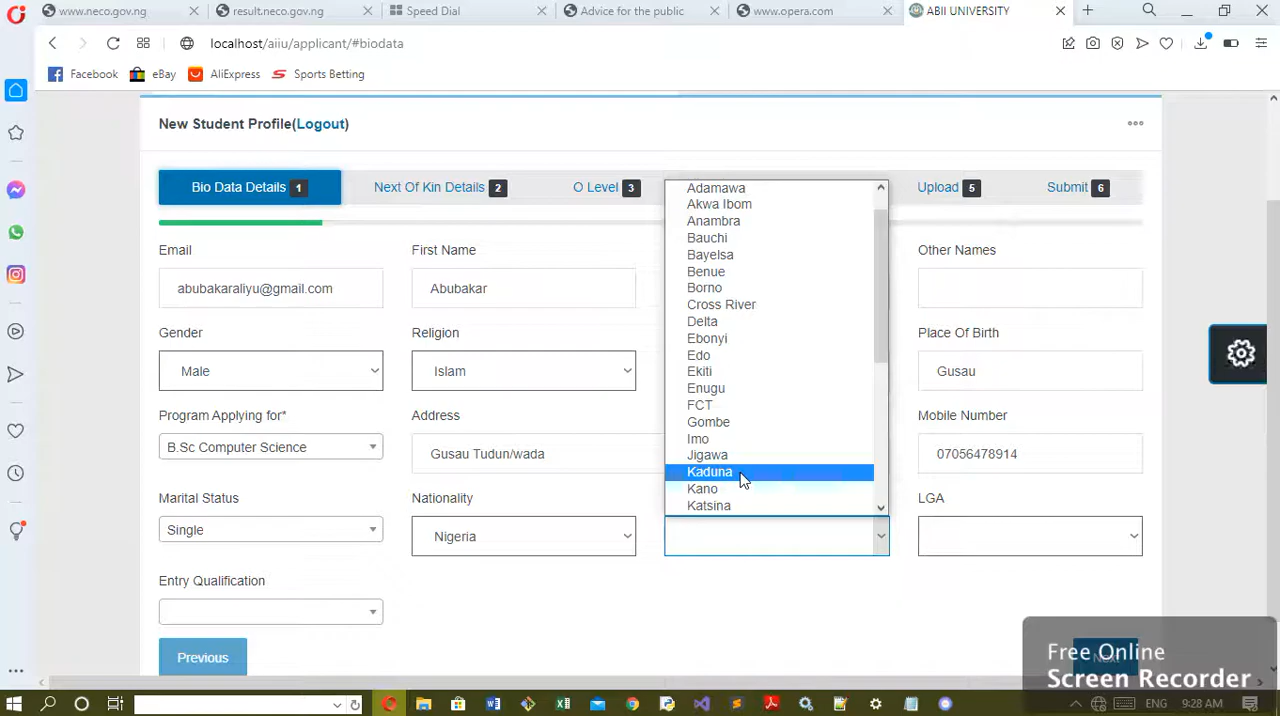 www.neco.gov.ng
result.neco.gov.ng
Speed Dial
Advice for the public
www.opera.com
ABII UNIVERSITY
localhost/aiiu/applicant/#biodata
Facebook
eBay
AliExpress
Sports Betting
New Student Profile(Logout)
Bio Data Details 1
Next Of Kin Details 2
O Level 3
Upload 5
Submit 6
Email
First Name
Other Names
abubakaraliyu@gmail.com
Abubakar
Gender
Religion
Place Of Birth
Male
Islam
Gusau
Program Applying for*
Address
Mobile Number
B.Sc Computer Science
Gusau Tudun/wada
07056478914
Marital Status
Nationality
LGA
Single
Nigeria
Entry Qualification
Adamawa
Akwa Ibom
Anambra
Bauchi
Bayelsa
Benue
Borno
Cross River
Delta
Ebonyi
Edo
Ekiti
Enugu
FCT
Gombe
Imo
Jigawa
Kaduna
Kano
Katsina
Previous
Next
Free Online
Screen Recorder
ENG
9:28 AM